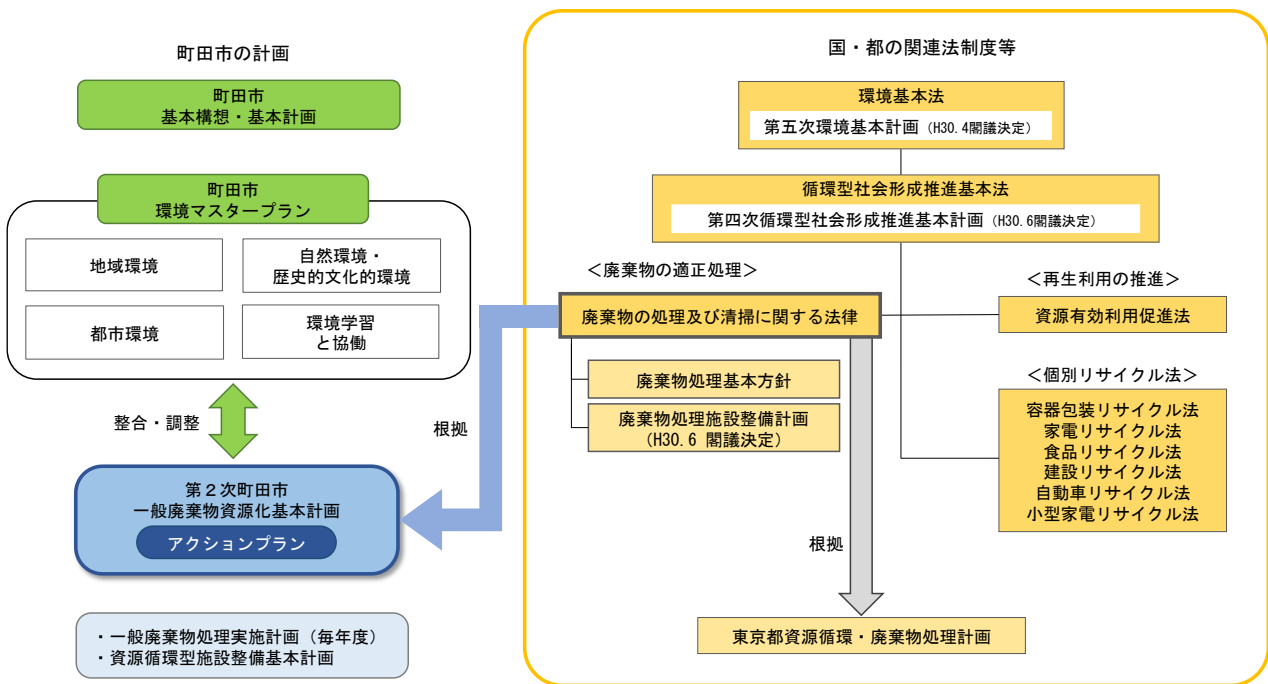 町田市の計画
町田市
基本構想・基本計画
町田市
環境マスタープラン
地域環境
自然環境・
歴史的文化的環境
都市環境
環境学習
と協働
整合・調整
根拠
第２次町田市
一般廃棄物資源化基本計画
アクションプラン
・一般廃棄物処理実施計画（毎年度）
・資源循環型施設整備基本計画
国・都の関連法制度等
環境基本法
第五次環境基本計画（H30.4閣議決定）
循環型社会形成推進基本法
第四次循環型社会形成推進基本計画（H30.6閣議決定）
＜廃棄物の適正処理＞
廃棄物の処理及び清掃に関する法律
廃棄物処理基本方針
廃棄物処理施設整備計画
（H30.6 閣議決定）
＜再生利用の推進＞
資源有効利用促進法
＜個別リサイクル法＞
容器包装リサイクル法
家電リサイクル法
食品リサイクル法
建設リサイクル法
自動車リサイクル法
小型家電リサイクル法
根拠
東京都資源循環・廃棄物処理計画